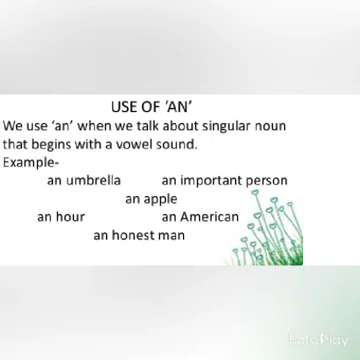 USE OF 'AN'
We use 'an' when we talk about singular noun
that begins with a vowel sound.
Example-
an umbrella an important person
an apple
an hour an American
an honest man